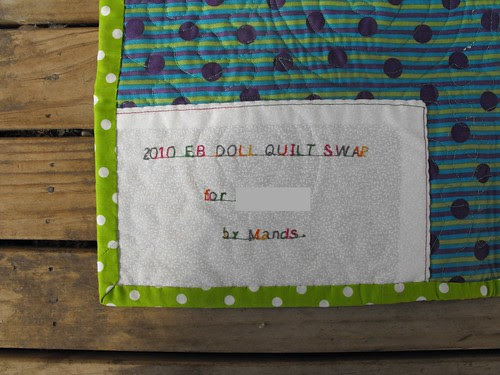 2010 EB DOLL QUILT SWAP
for
by Mands.